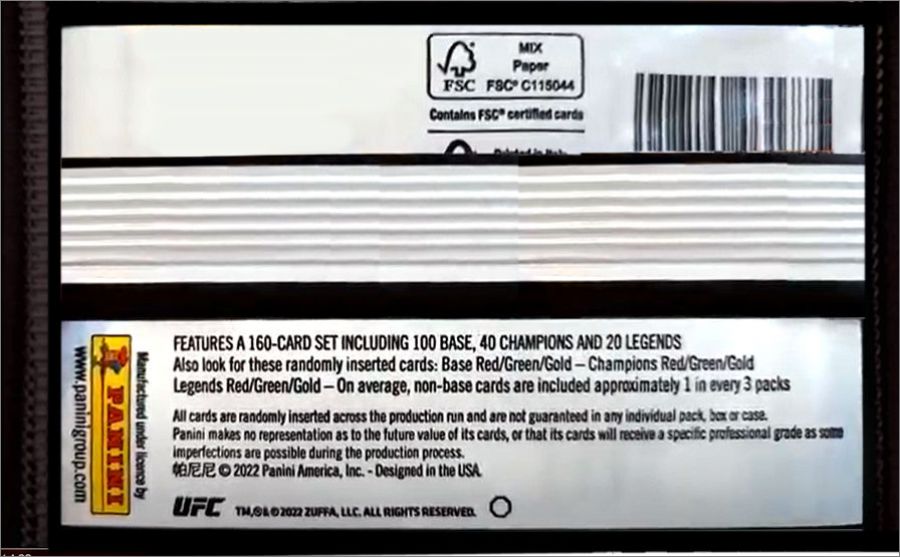 MIX
Paper
FSC FSC® C115044
Contains FSC® certified cards
Printed in Italy
FEATURES A 160-CARD SET INCLUDING 100 BASE, 40 CHAMPIONS AND 20 LEGENDS
Also look for these randomly inserted cards: Base Red/Green/Gold – Champions Red/Green/Gold
Legends Red/Green/Gold – On average, non-base cards are included approximately 1 in every 3 packs
All cards are randomly inserted across the production run and are not guaranteed in any individual pack, box or case.
Panini makes no representation as to the future value of its cards, or that its cards will receive a specific professional grade as some
imperfections are possible during the production process.
帕尼尼 © 2022 Panini America, Inc. - Designed in the USA.
UFC TM,®&©2022 ZUFFA, LLC. ALL RIGHTS RESERVED.
Manufactured under licence by
PANINI
www.paninigroup.com